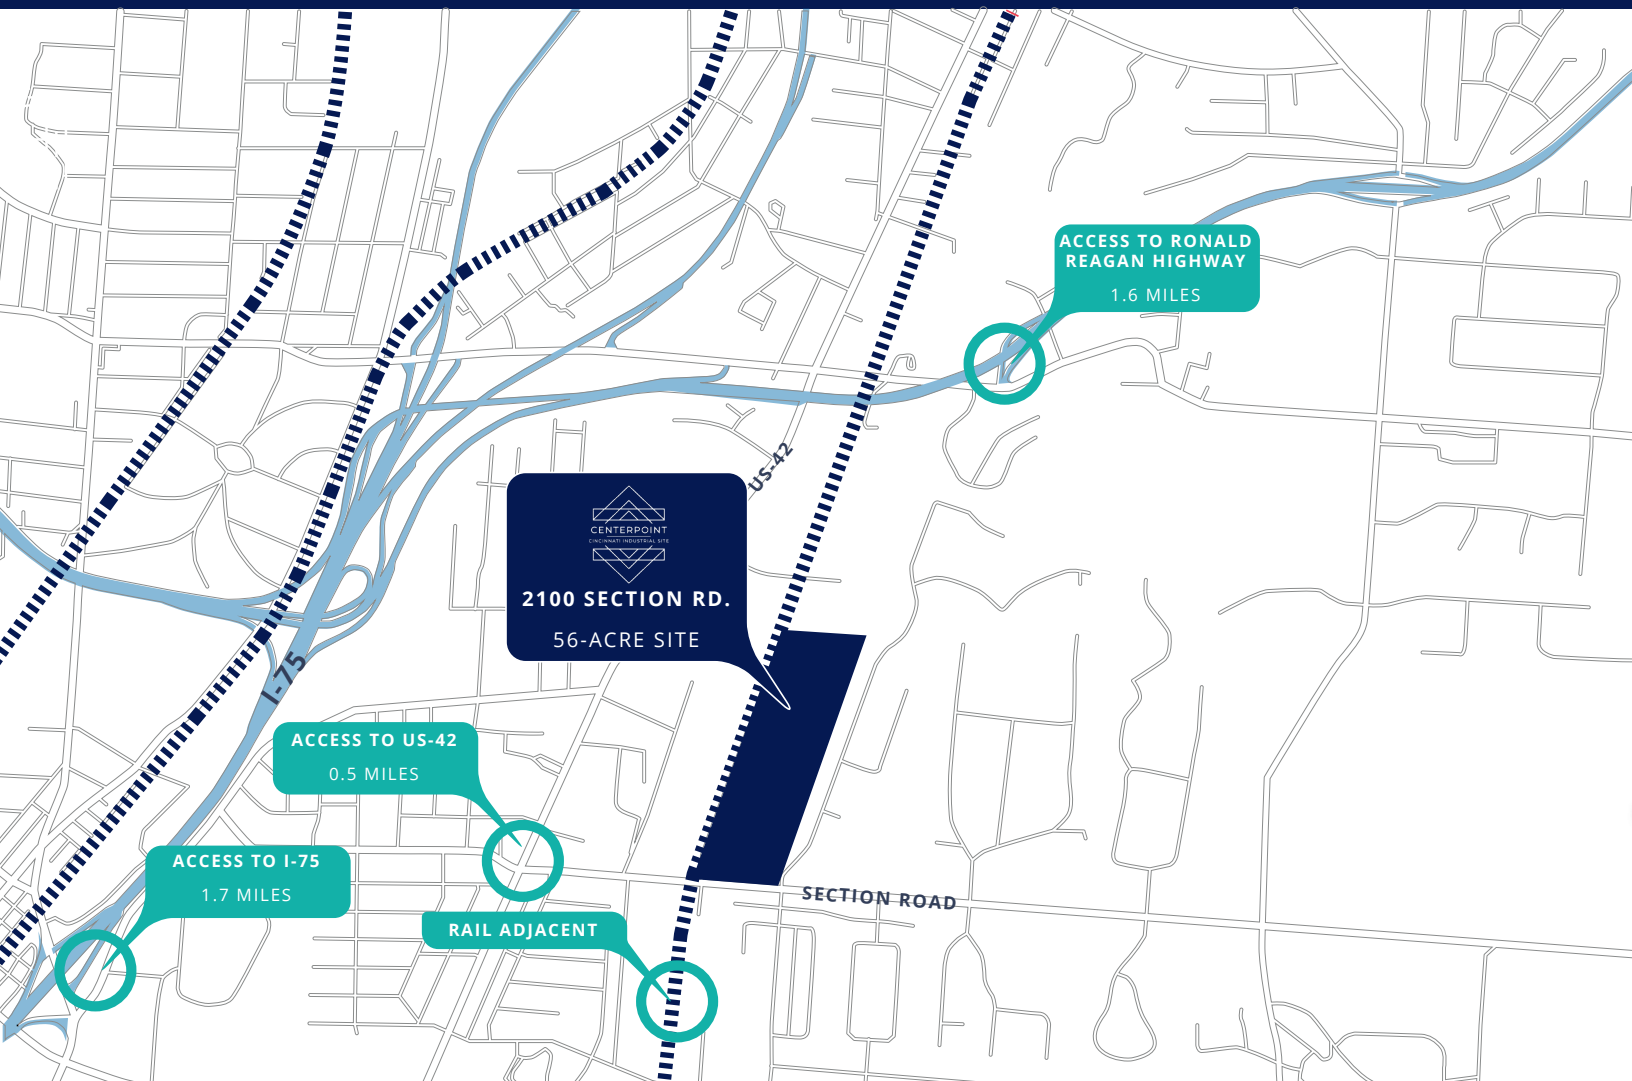 ACCESS TO RONALD
REAGAN HIGHWAY
1.6 MILES
US-42
CENTERPOINT
CINCINNATI INDUSTRIAL SITE
2100 SECTION RD.
56-ACRE SITE
I-75
ACCESS TO US-42
0.5 MILES
ACCESS TO I-75
1.7 MILES
SECTION ROAD
RAIL ADJACENT